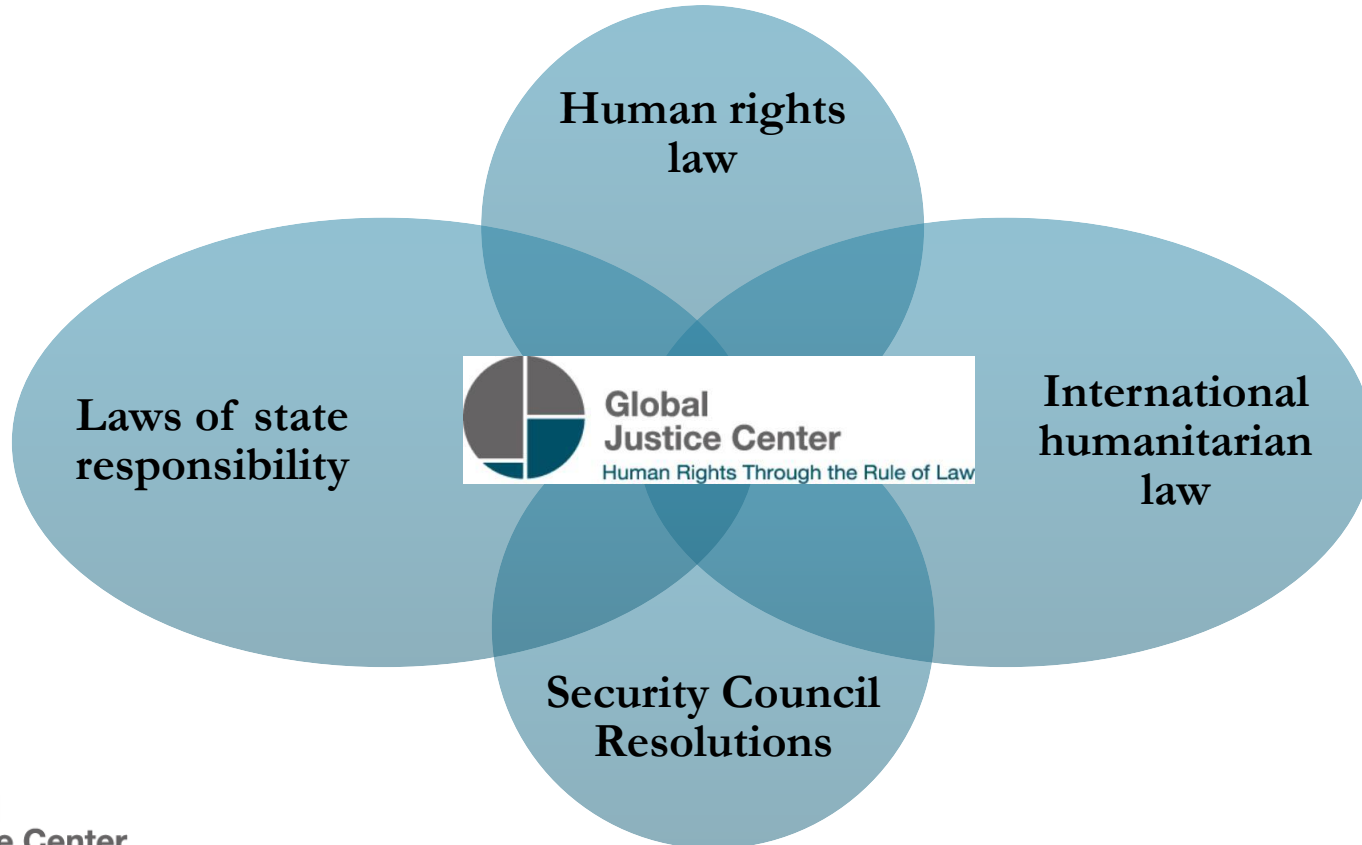 Human rights
law
Laws of state
responsibility
Global
Justice Center
Human Rights Through the Rule of Law
International
humanitarian
law
Security Council
Resolutions
Center